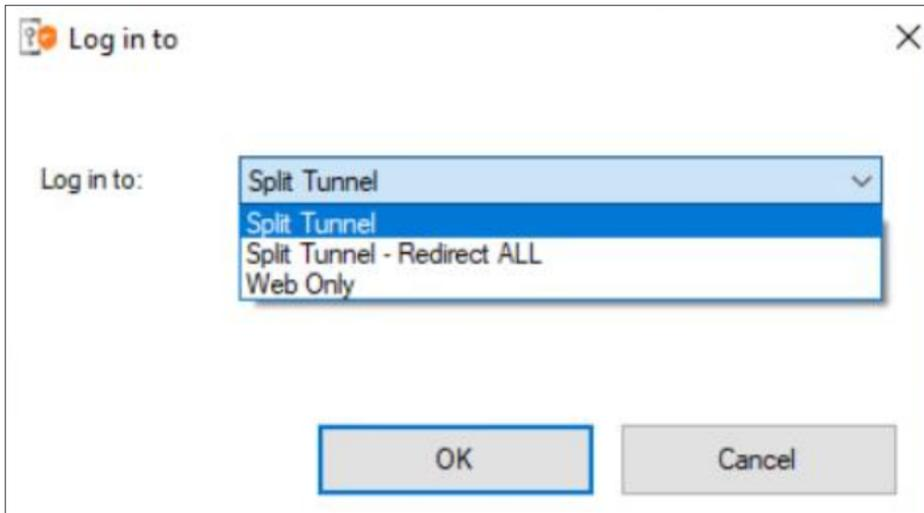 Log in to
Log in to:
Split Tunnel
Split Tunnel
Split Tunnel - Redirect ALL
Web Only
OK
Cancel